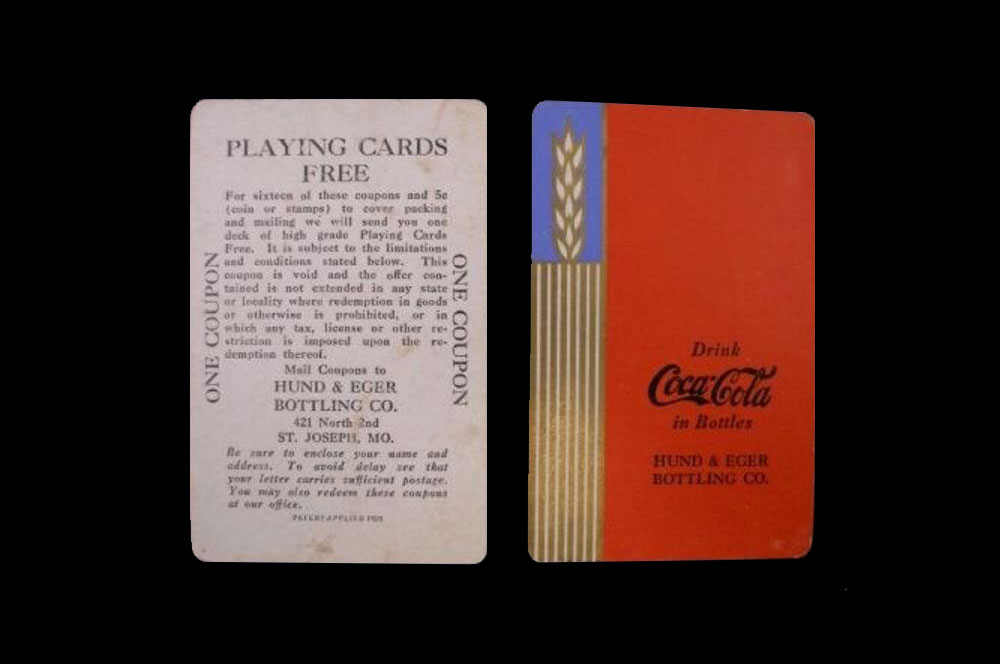 PLAYING CARDS
FREE
For sixteen of these coupons and 5c
(coin or stamps) to cover packing
and mailing we will send you one
deck of high grade Playing Cards
Free. It is subject to the limitations
and conditions stated below. This
coupon is void and the offer con-
tained is not extended in any state
or locality where redemption in goods
or otherwise is prohibited, or in
which any tax, license or other re-
striction is imposed upon the re-
demption thereof.
Mail Coupons to
HUND & EGER
BOTTLING CO.
421 North 2nd
ST. JOSEPH, MO.
Be sure to enclose your name and
address. To avoid delay see that
your letter carries sufficient postage.
You may also redeem these coupons
at our office.
PATENT APPLIED FOR
ONE COUPON
ONE COUPON
Drink
Coca-Cola
in Bottles
HUND & EGER
BOTTLING CO.